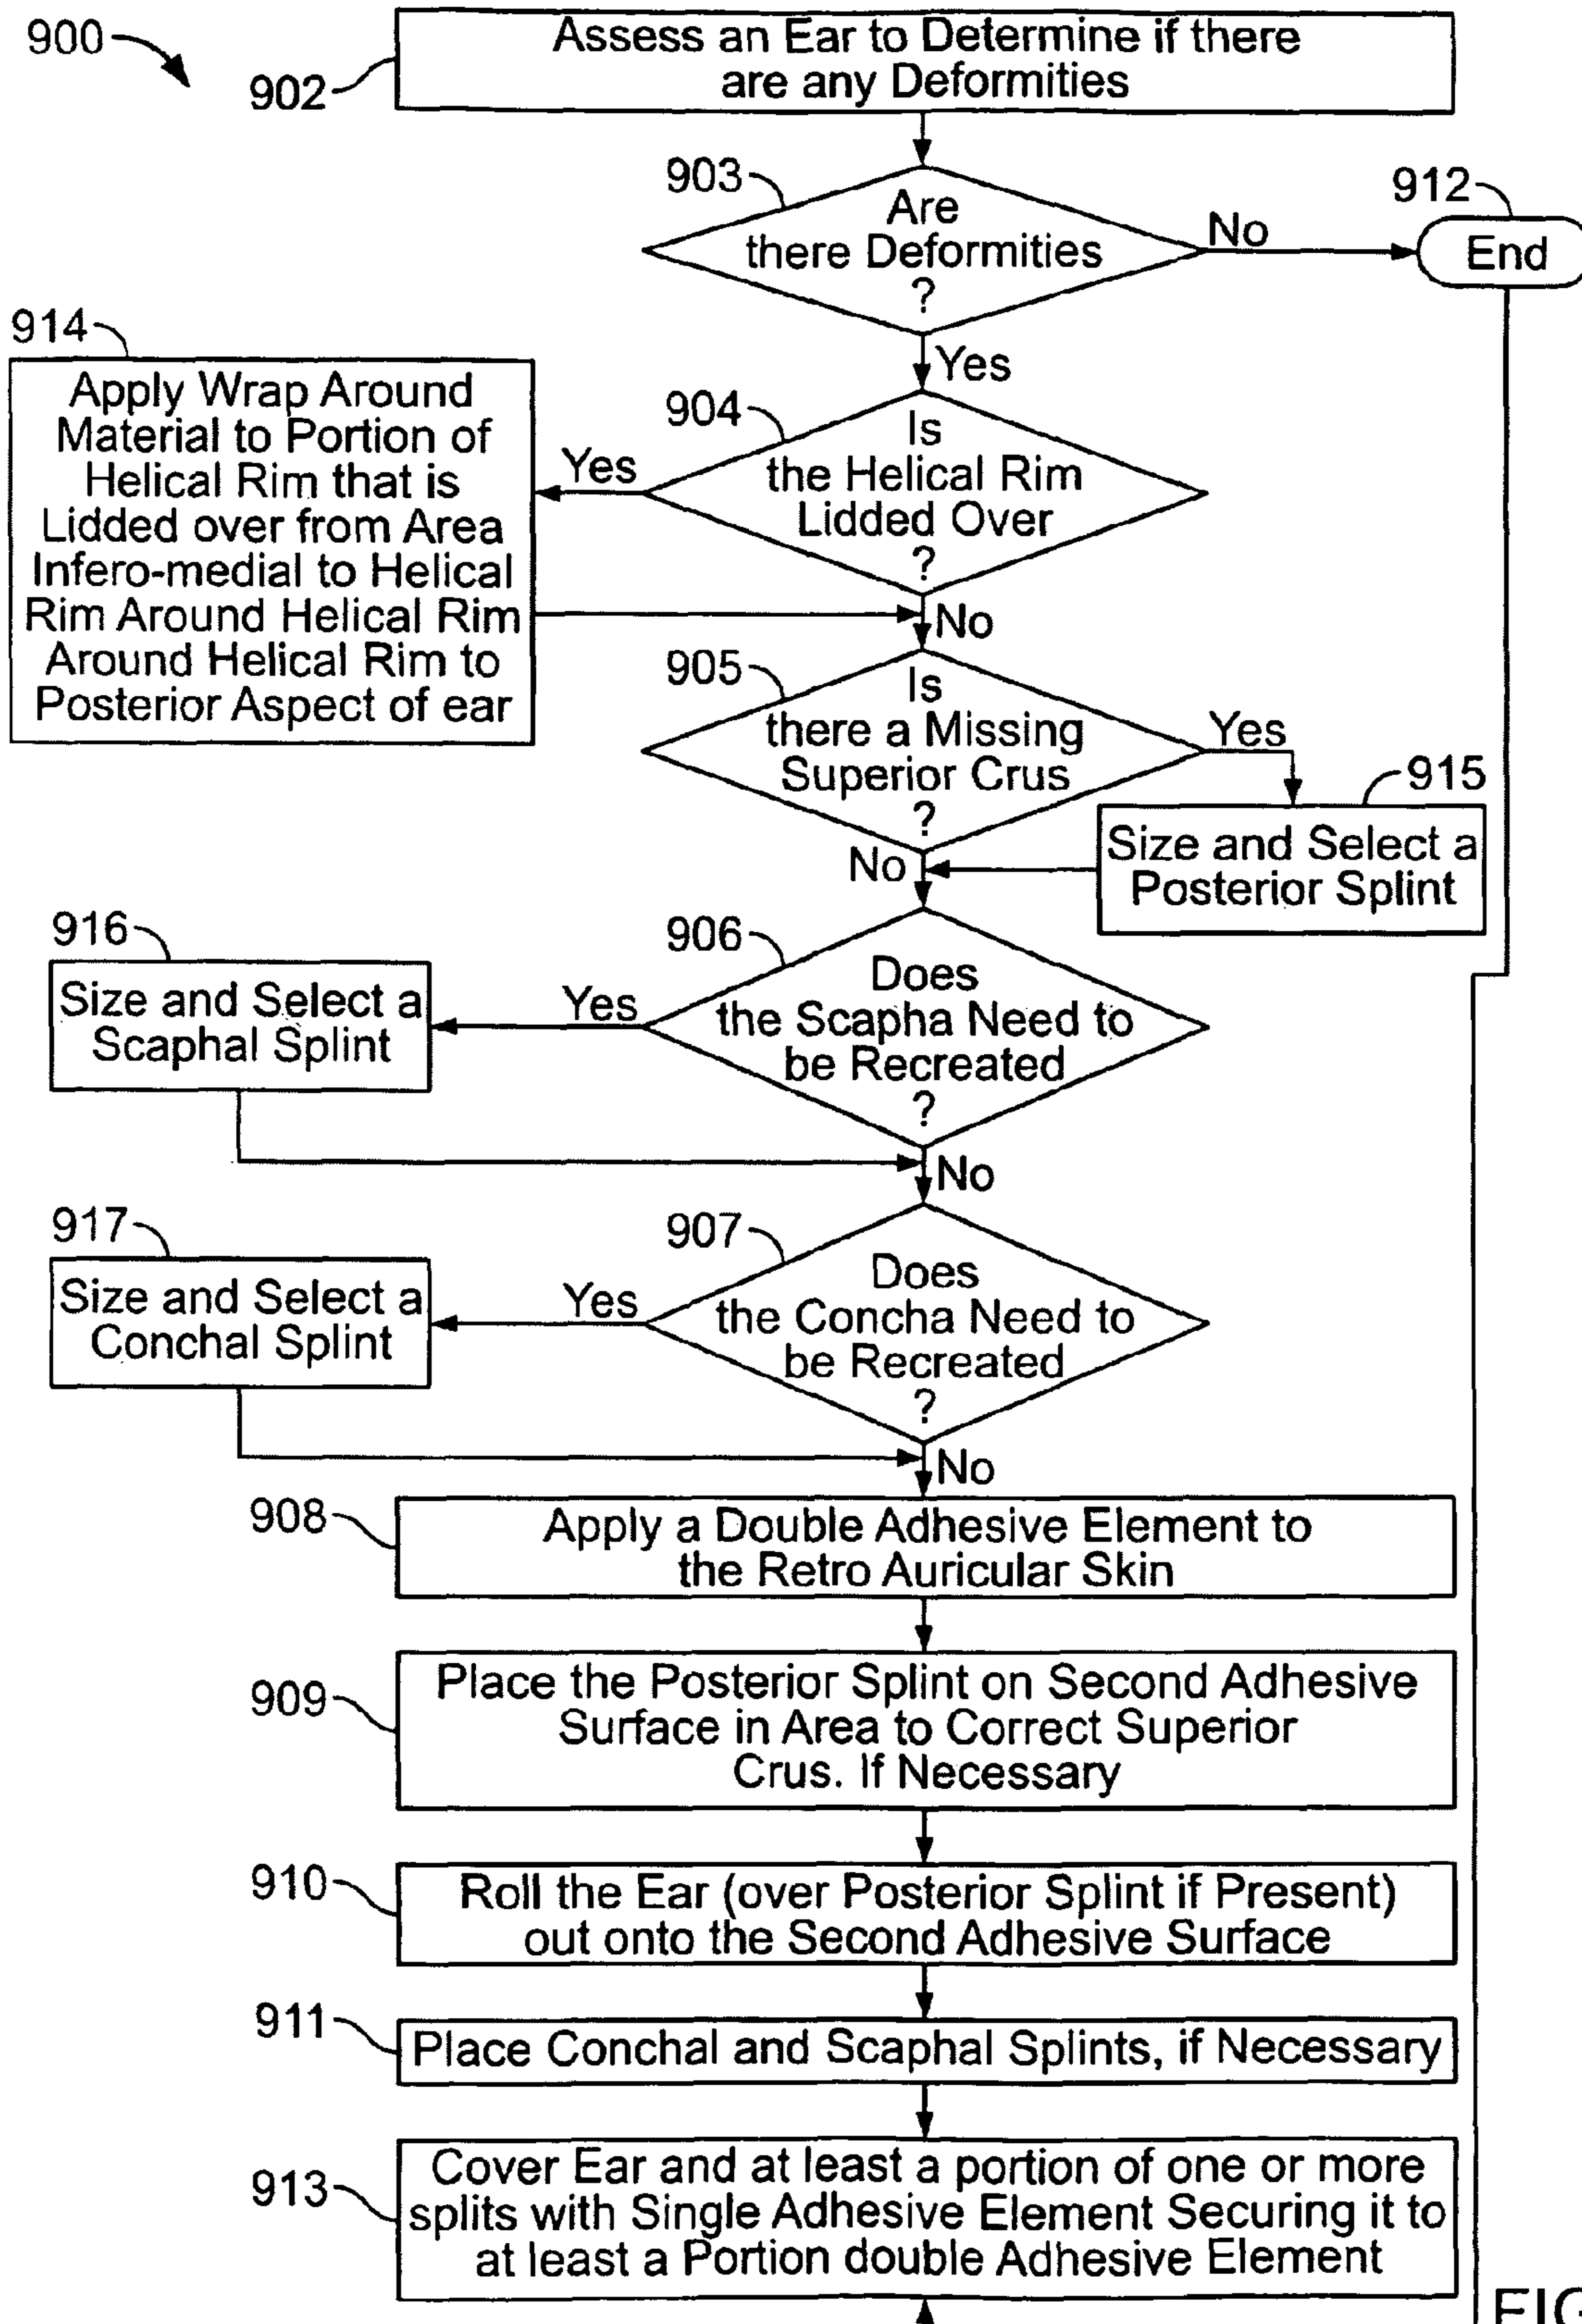 900
902
Assess an Ear to Determine if there
are any Deformities
903
Are
there Deformities
?
No
912
End
Yes
914
Apply Wrap Around
Material to Portion of
Helical Rim that is
Lidded over from Area
Infero-medial to Helical
Rim Around Helical Rim
Around Helical Rim to
Posterior Aspect of ear
904
Is
the Helical Rim
Lidded Over
?
Yes
No
905
Is
there a Missing
Superior Crus
?
Yes
915
Size and Select a
Posterior Splint
No
916
Size and Select a
Scaphal Splint
906
Does
the Scapha Need to
be Recreated
?
Yes
No
917
Size and Select a
Conchal Splint
907
Does
the Concha Need to
be Recreated
?
Yes
No
908
Apply a Double Adhesive Element to
the Retro Auricular Skin
909
Place the Posterior Splint on Second Adhesive
Surface in Area to Correct Superior
Crus. If Necessary
910
Roll the Ear (over Posterior Splint if Present)
out onto the Second Adhesive Surface
911
Place Conchal and Scaphal Splints, if Necessary
913
Cover Ear and at least a portion of one or more
splits with Single Adhesive Element Securing it to
at least a Portion double Adhesive Element